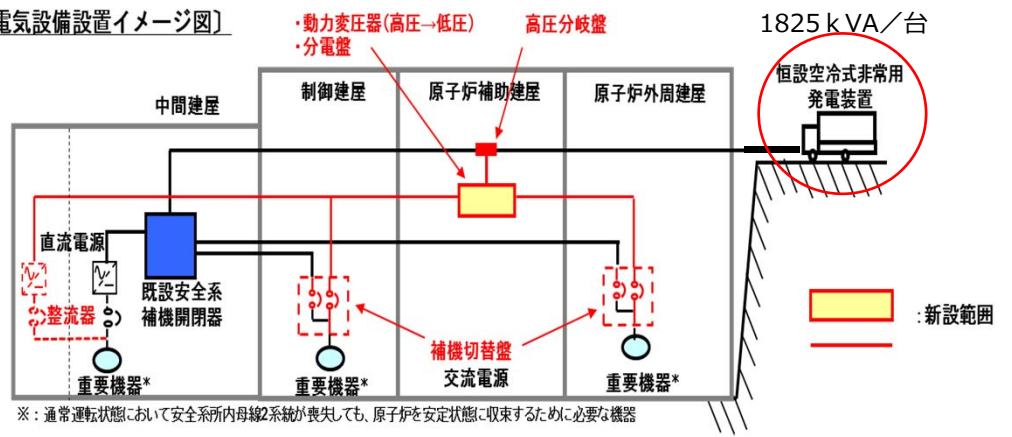 電気設備設置イメージ図〕
・動力変圧器(高圧→低圧)
・分電盤
高圧分岐盤
1825kVA/台
恒設空冷式非常用
発電装置
中間建屋
制御建屋
原子炉補助建屋
原子炉外周建屋
直流電源
整流器
既設安全系
補機開閉器
重要機器*
重要機器*
補機切替盤
交流電源
重要機器*
:新設範囲
※:通常運転状態において安全系所内母線2系統が喪失しても、原子炉を安定状態に収束するために必要な機器